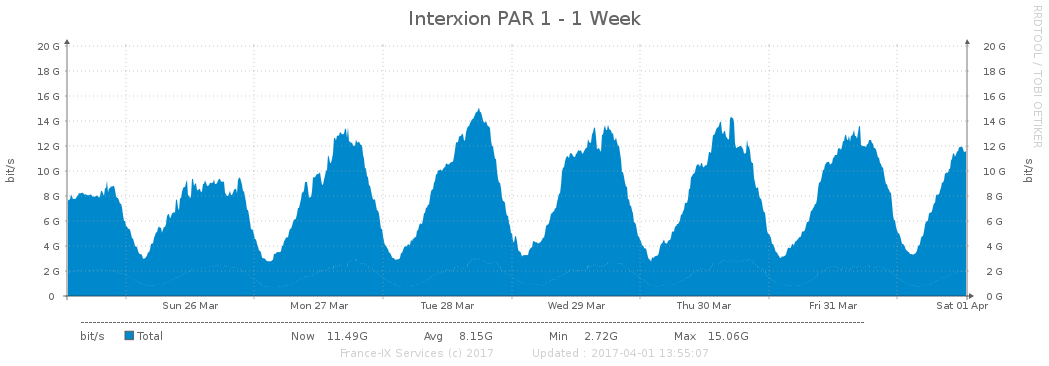 Interxion PAR 1 - 1 Week
RRDTOOL / TOBI OETIKER
20 G 20 G
18 G 18 G
16 G 16 G
14 G 14 G
12 G 12 G
10 G 10 G
8 G 8 G
6 G 6 G
4 G 4 G
2 G 2 G
0 0 G
bit/s bit/s
Sun 26 Mar Mon 27 Mar Tue 28 Mar Wed 29 Mar Thu 30 Mar Fri 31 Mar Sat 01 Apr
bit/s Total Now 11.49G Avg 8.15G Min 2.72G Max 15.06G
France-IX Services (c) 2017 Updated : 2017-04-01 13:55:07